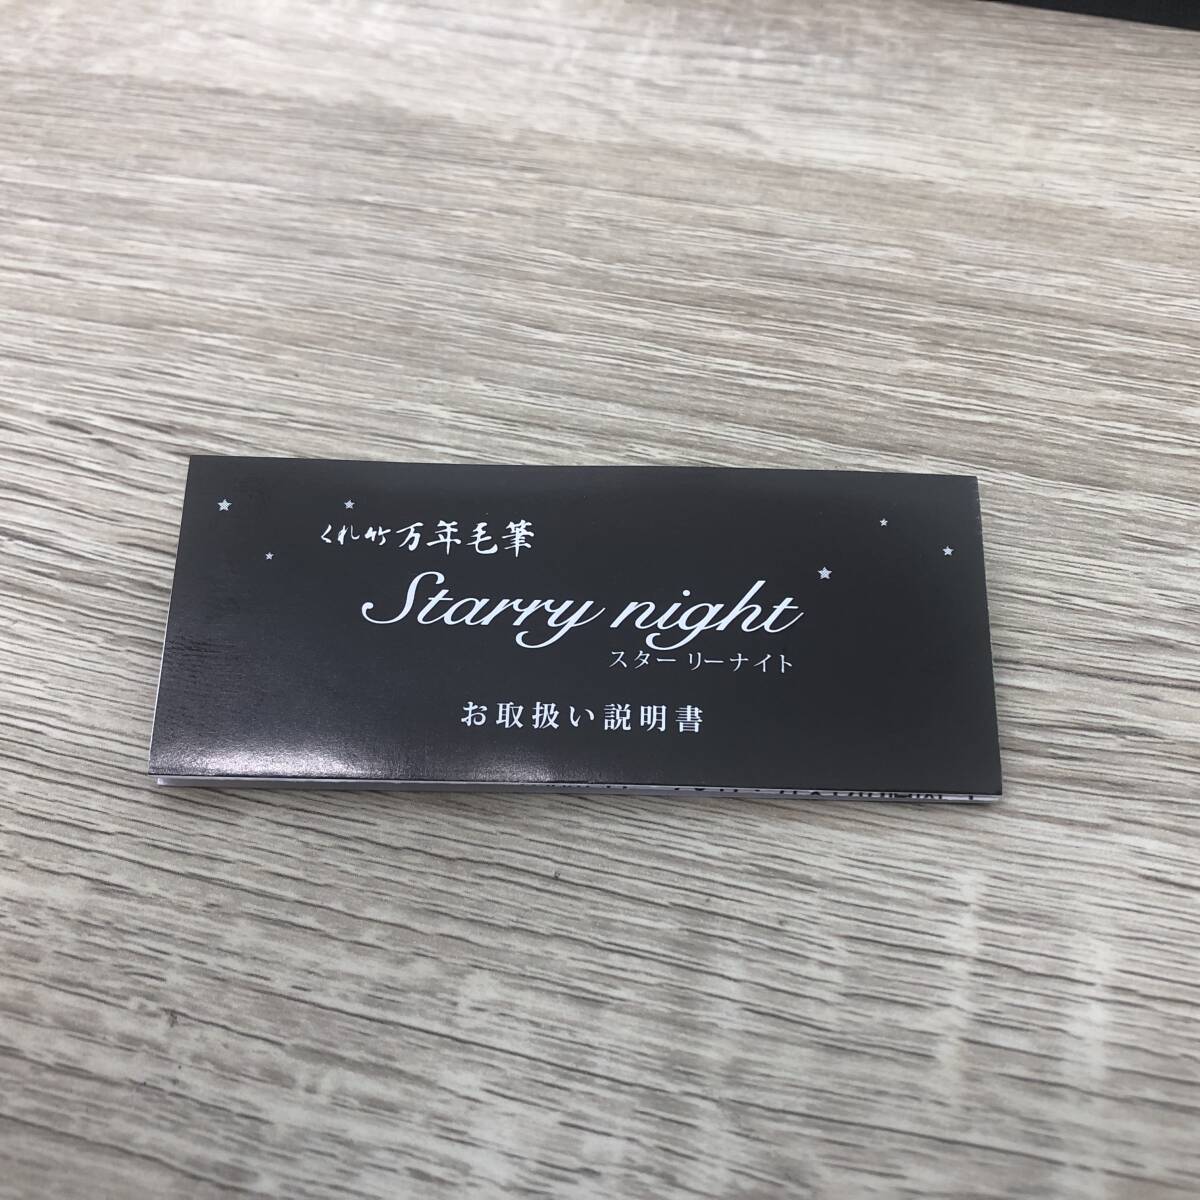 くれ竹万年毛筆
Starry night
スターリーナイト
お取扱い説明書